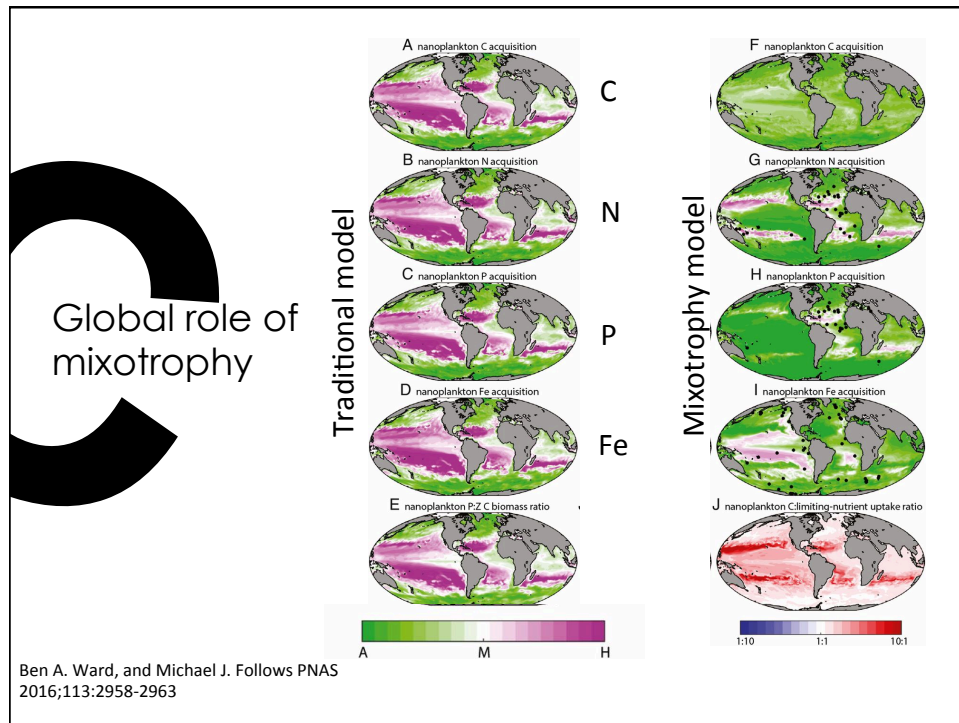 Global role of
mixotrophy
Traditional model
A nanoplankton C acquisition
C
B nanoplankton N acquisition
N
C nanoplankton P acquisition
P
D nanoplankton Fe acquisition
Fe
E nanoplankton P:Z C biomass ratio
A
M
H
Mixotrophy model
F nanoplankton C acquisition
G nanoplankton N acquisition
H nanoplankton P acquisition
I nanoplankton Fe acquisition
J nanoplankton C:limiting-nutrient uptake ratio
1:10
1:1
10:1
Ben A. Ward, and Michael J. Follows PNAS
2016;113:2958-2963